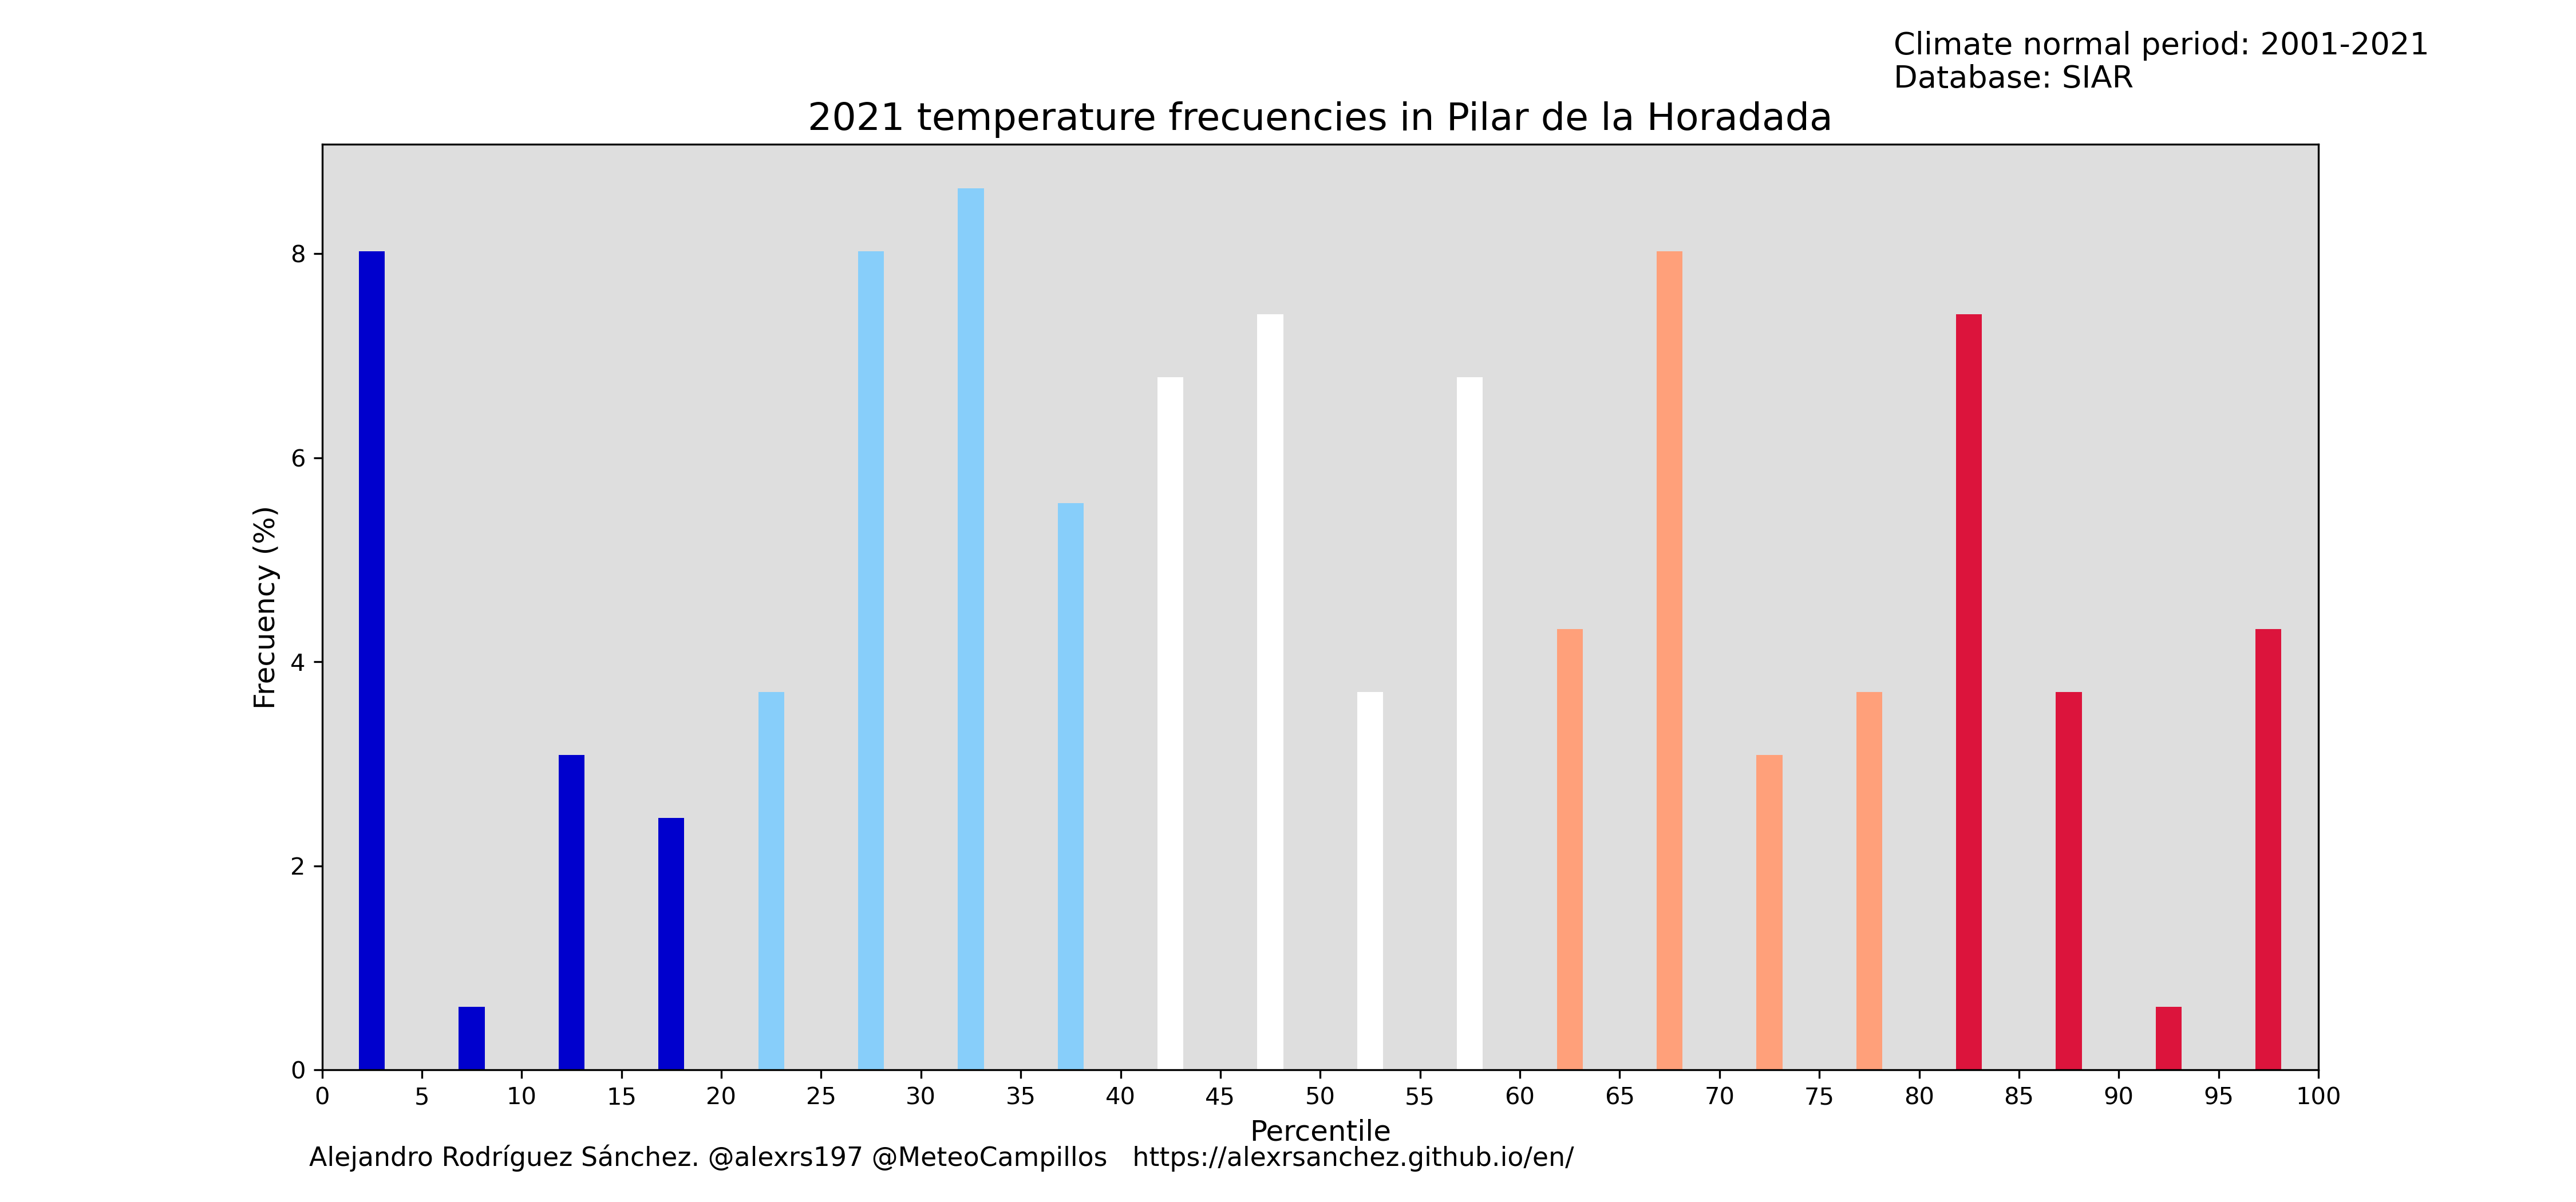 Climate normal period: 2001-2021
Database: SIAR
2021 temperature frecuencies in Pilar de la Horadada
Frecuency (%)
8
6
4
2
0
0 5 10 15 20 25 30 35 40 45 50 55 60 65 70 75 80 85 90 95 100
Percentile
Alejandro Rodríguez Sánchez. @alexrs197 @MeteoCampillos https://alexrsanchez.github.io/en/